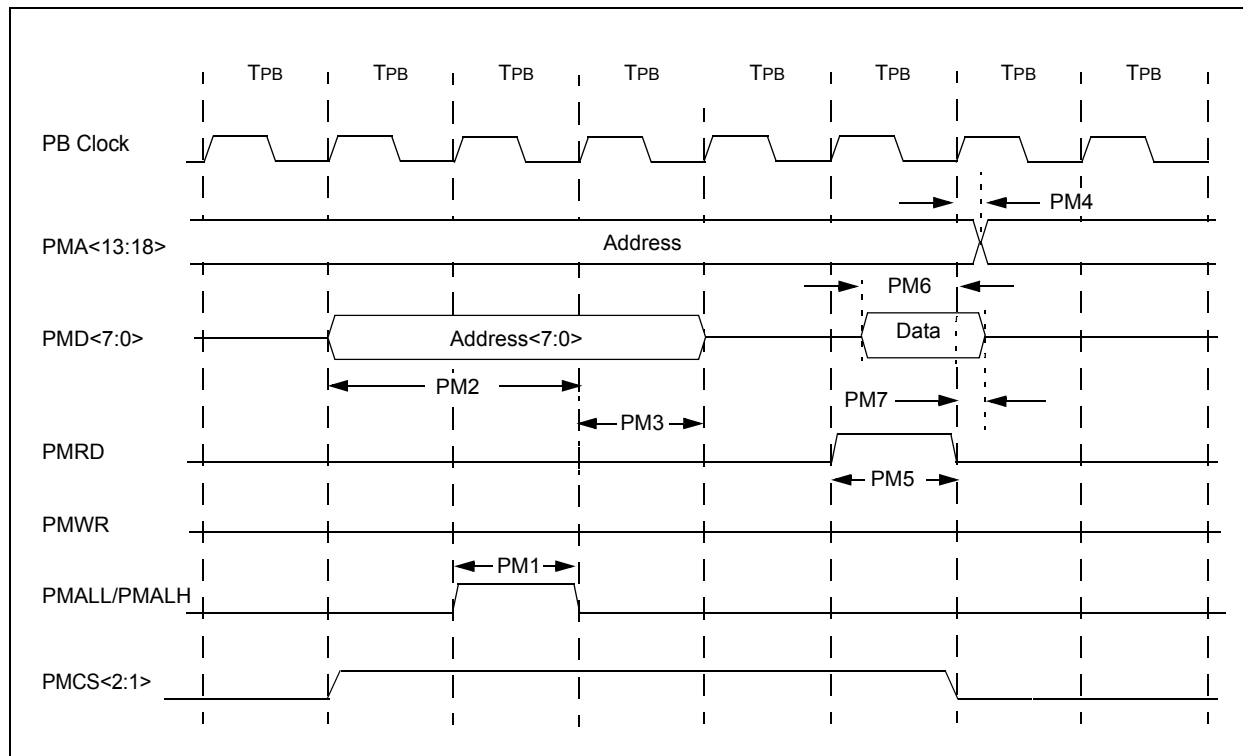 TPB TPB TPB TPB TPB TPB TPB TPB
PB Clock
PM4
PMA<13:18>
Address
PM6
PMD<7:0>
Address<7:0>
Data
PM2
PM7
PM3
PMRD
PM5
PMWR
PM1
PMALL/PMALH
PMCS<2:1>